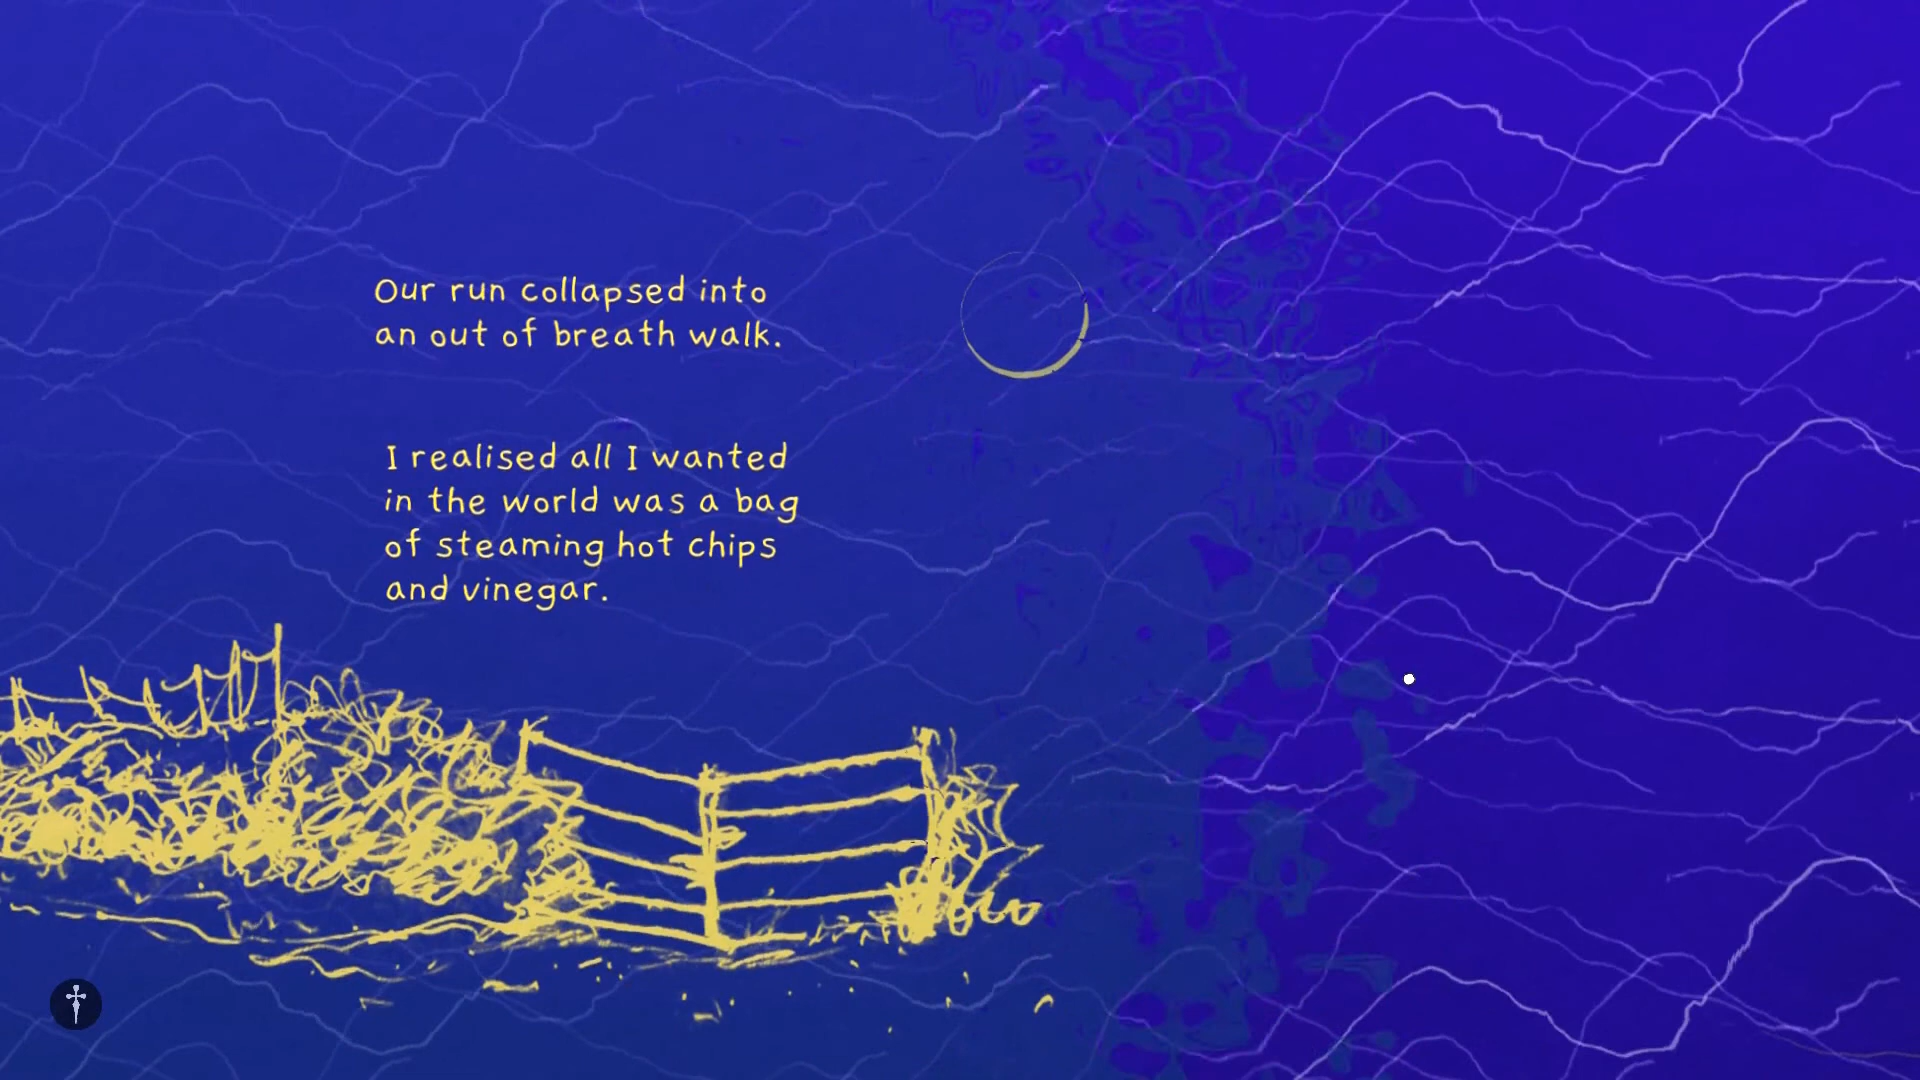 Our run collapsed into
an out of breath walk.
I realised all I wanted
in the world was a bag
of steaming hot chips
and vinegar.